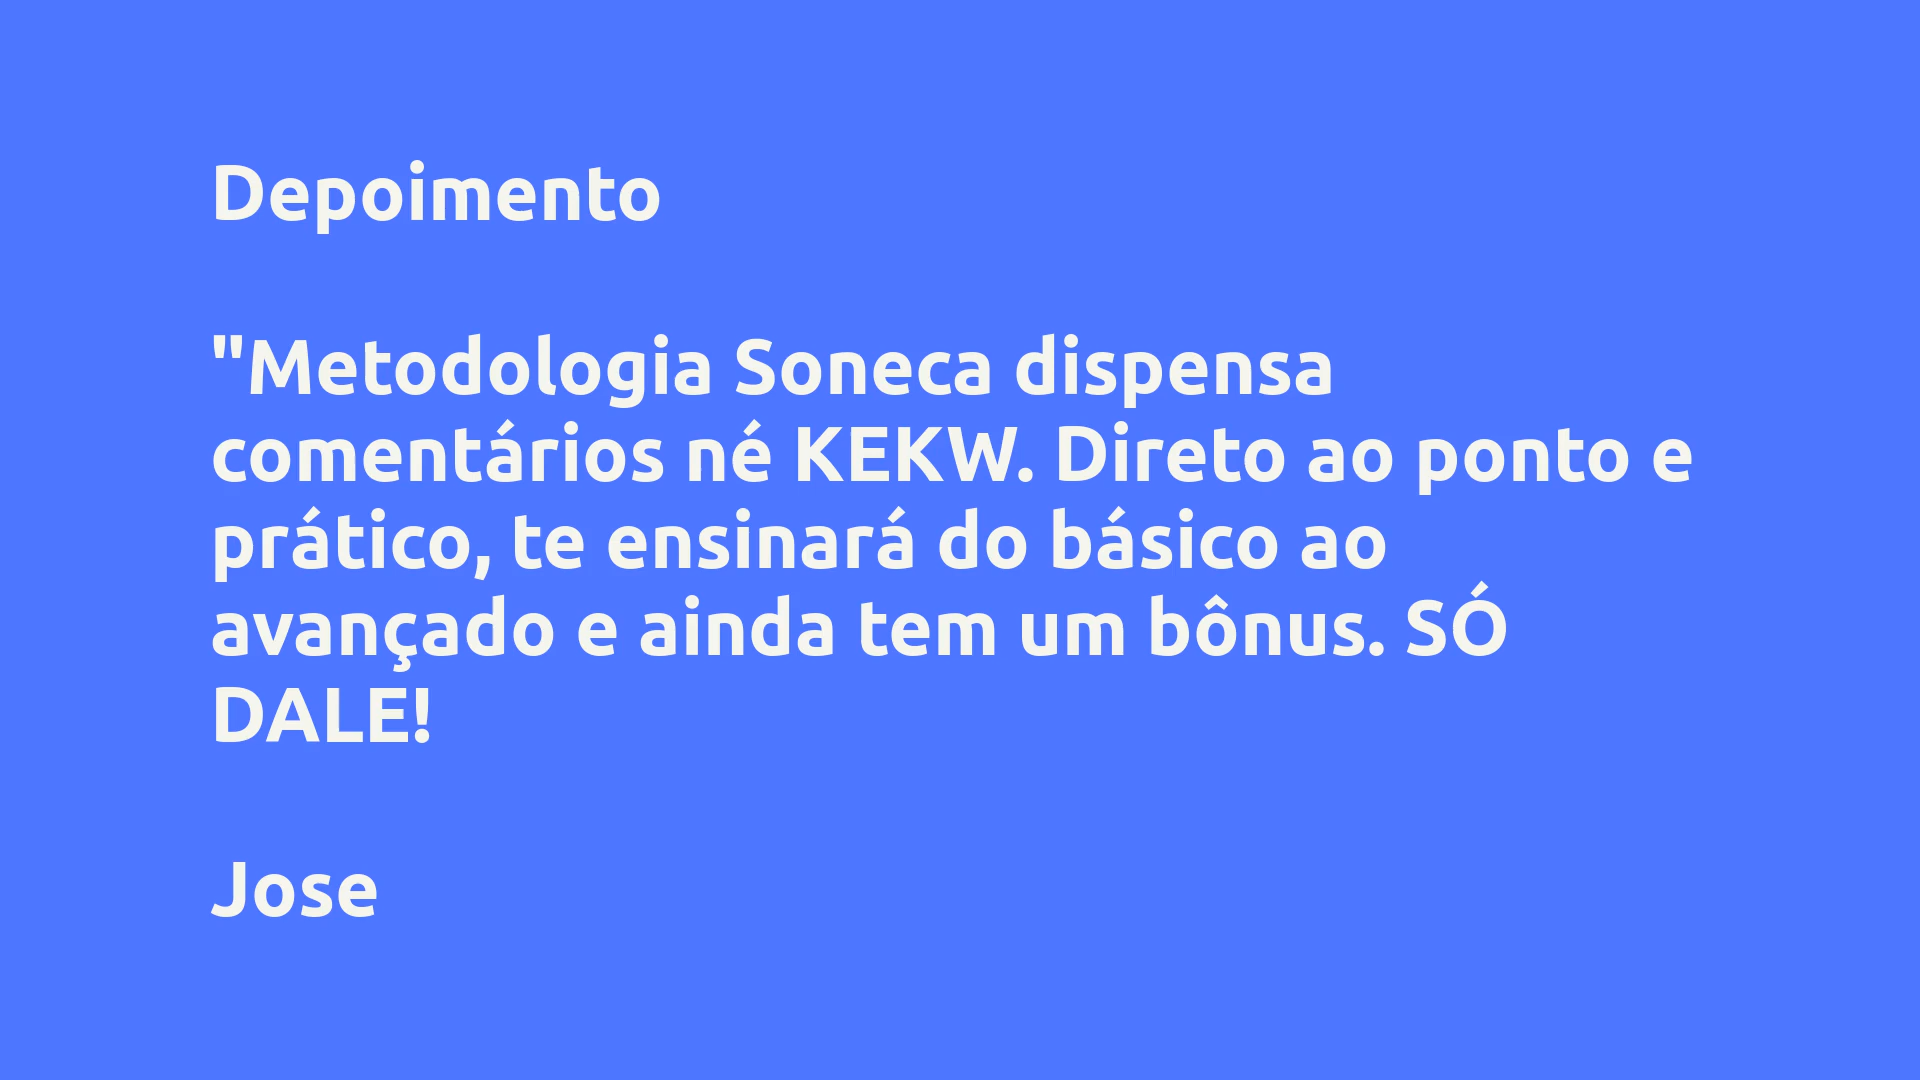 Depoimento
"Metodologia Soneca dispensa
comentários né KEKW. Direto ao ponto e
prático, te ensinará do básico ao
avançado e ainda tem um bônus. SÓ
DALE!
Jose